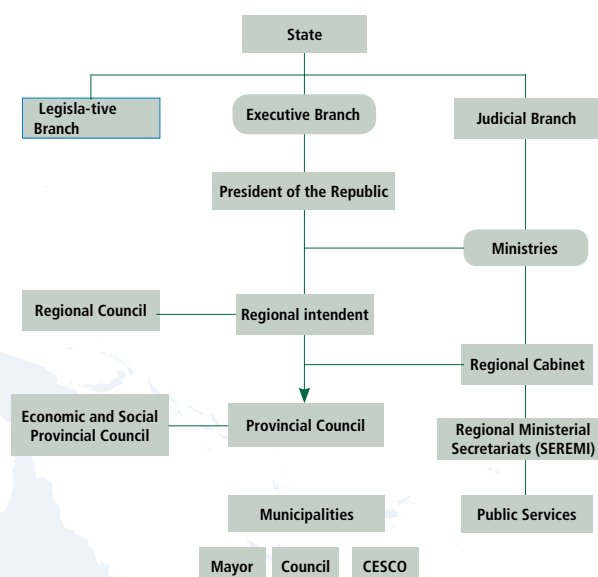 State
Legisla-tive
Branch
Executive Branch
Judicial Branch
President of the Republic
Ministries
Regional Council
Regional intendent
Regional Cabinet
Economic and Social
Provincial Council
Provincial Council
Regional Ministerial
Secretariats (SEREMI)
Municipalities
Public Services
Mayor
Council
CESCO